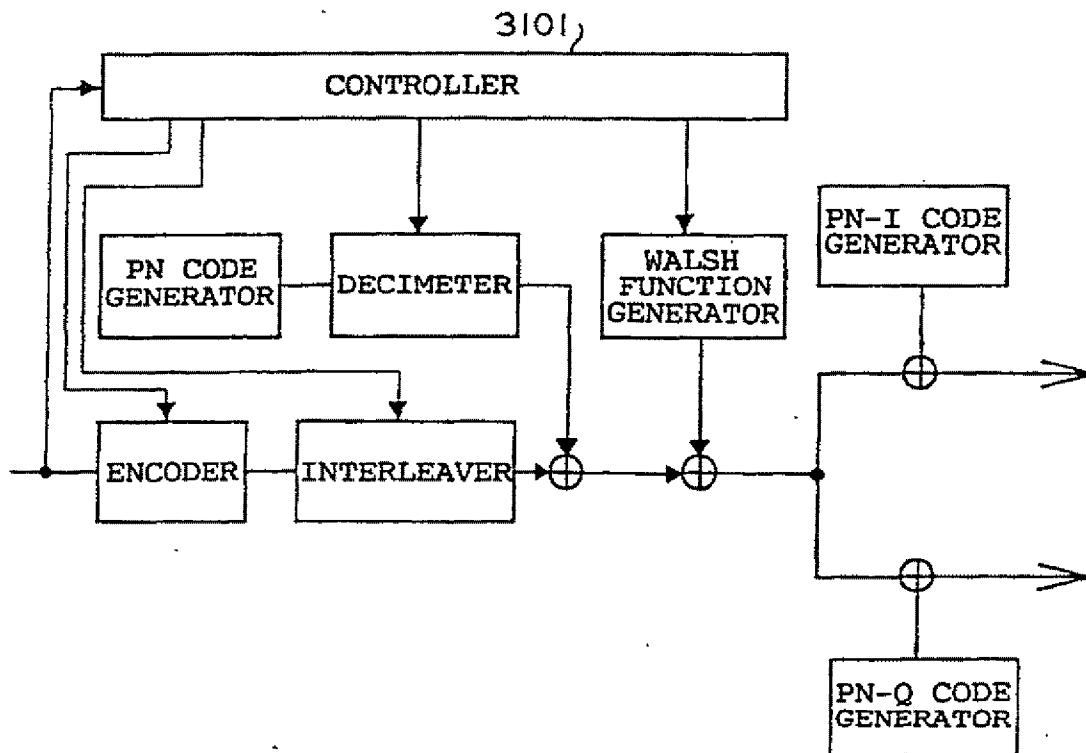 3101
CONTROLLER
PN-I CODE
GENERATOR
PN CODE
GENERATOR
DECIMETER
WALSH
FUNCTION
GENERATOR
ENCODER
INTERLEAVER
PN-Q CODE
GENERATOR